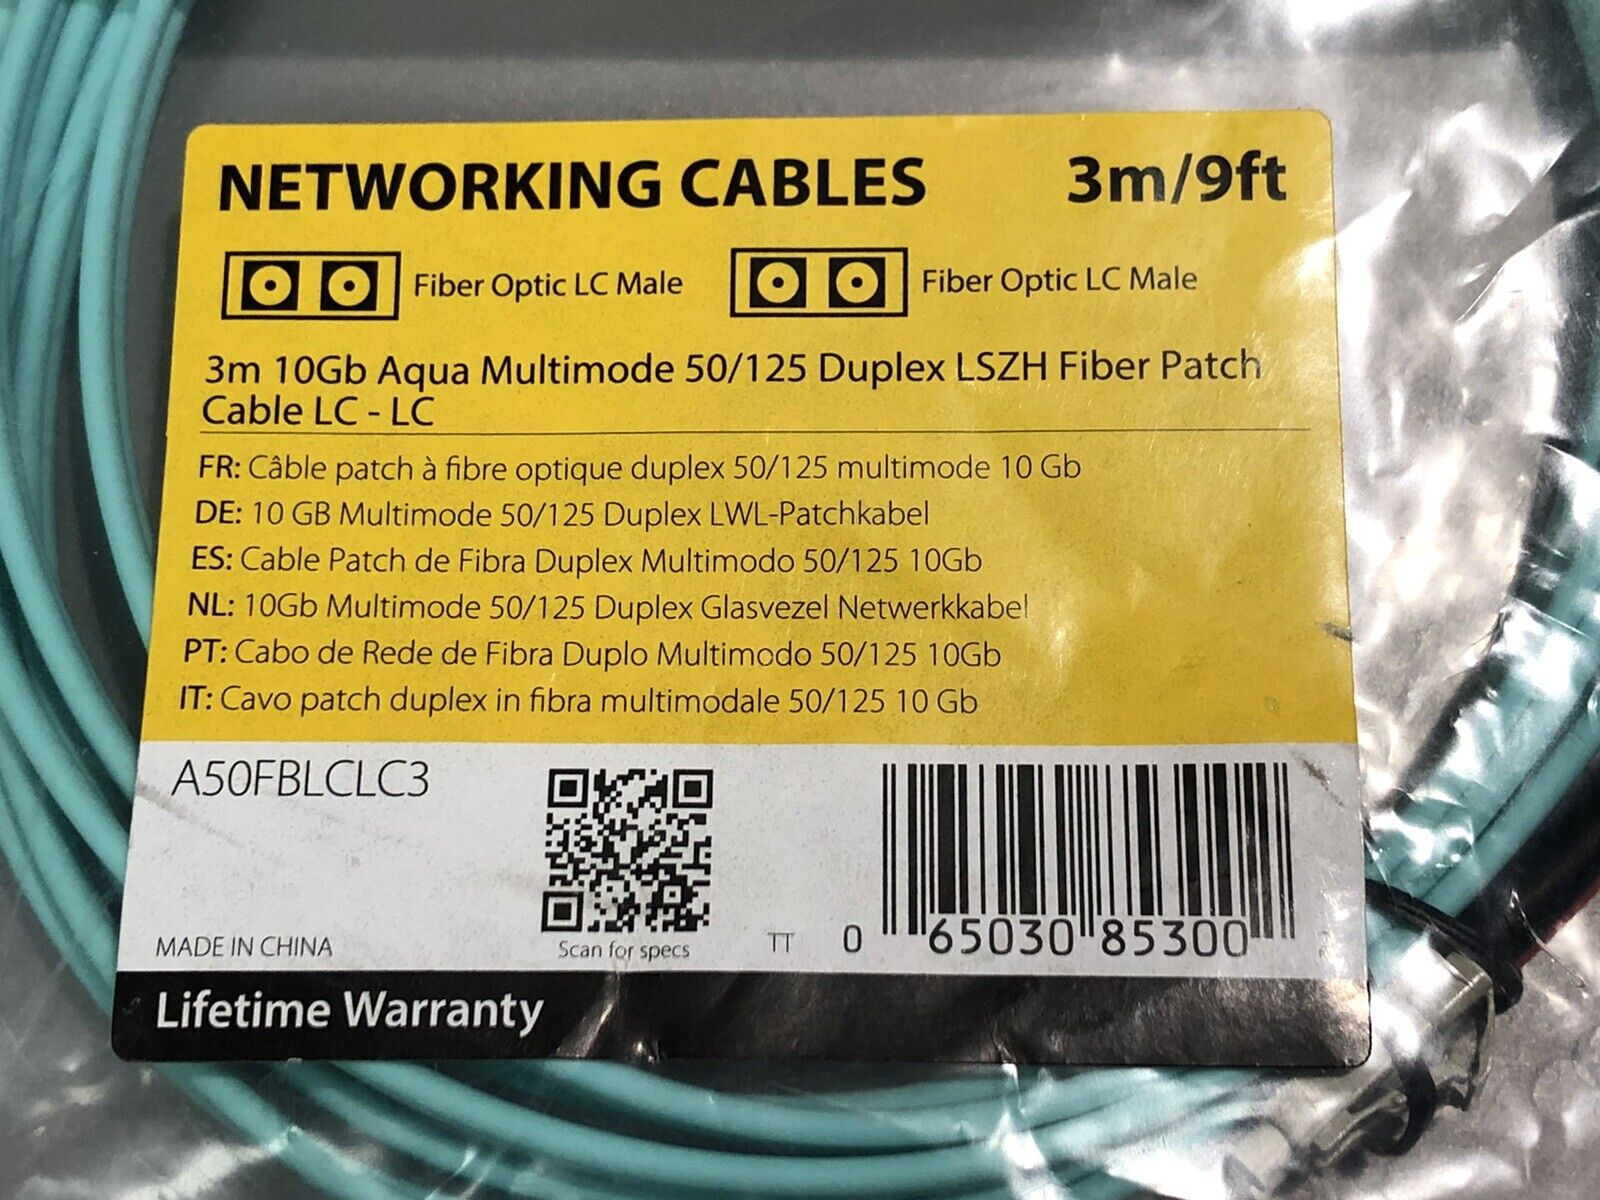 NETWORKING CABLES 3m/9ft
Fiber Optic LC Male Fiber Optic LC Male
3m 10Gb Aqua Multimode 50/125 Duplex LSZH Fiber Patch
Cable LC - LC
FR: Câble patch à fibre optique duplex 50/125 multimode 10 Gb
DE: 10 GB Multimode 50/125 Duplex LWL-Patchkabel
ES: Cable Patch de Fibra Duplex Multimodo 50/125 10Gb
NL: 10Gb Multimode 50/125 Duplex Glasvezel Netwerkkabel
PT: Cabo de Rede de Fibra Duplo Multimodo 50/125 10Gb
IT: Cavo patch duplex in fibra multimodale 50/125 10 Gb
A50FBLCLC3
MADE IN CHINA
Scan for specs
TT
0 65030 85300
Lifetime Warranty